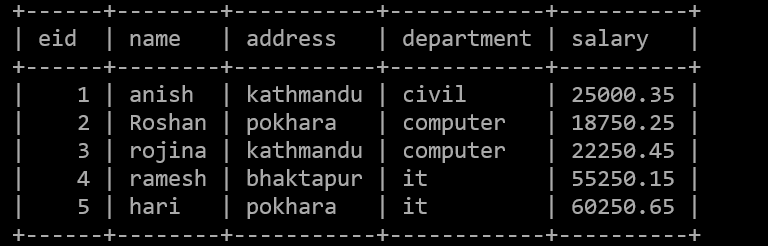 +------+--------+-----------+------------+----------+
| eid  | name   | address   | department | salary   |
+------+--------+-----------+------------+----------+
|    1 | anish  | kathmandu | civil      | 25000.35 |
|    2 | Roshan | pokhara   | computer   | 18750.25 |
|    3 | rojina | kathmandu | computer   | 22250.45 |
|    4 | ramesh | bhaktapur | it         | 55250.15 |
|    5 | hari   | pokhara   | it         | 60250.65 |
+------+--------+-----------+------------+----------+